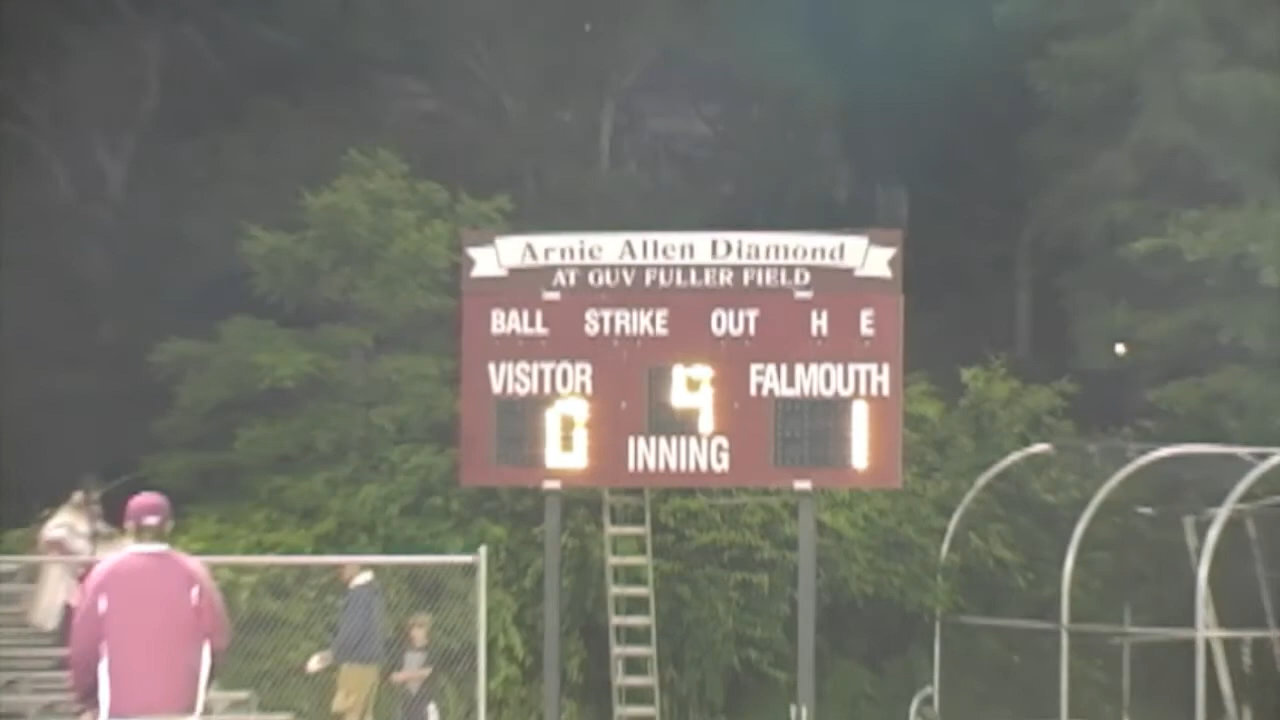 Arnie Allen Diamond
AT GUV FULLER FIELD
BALL STRIKE OUT H E
VISITOR 9 FALMOUTH
0 INNING 1